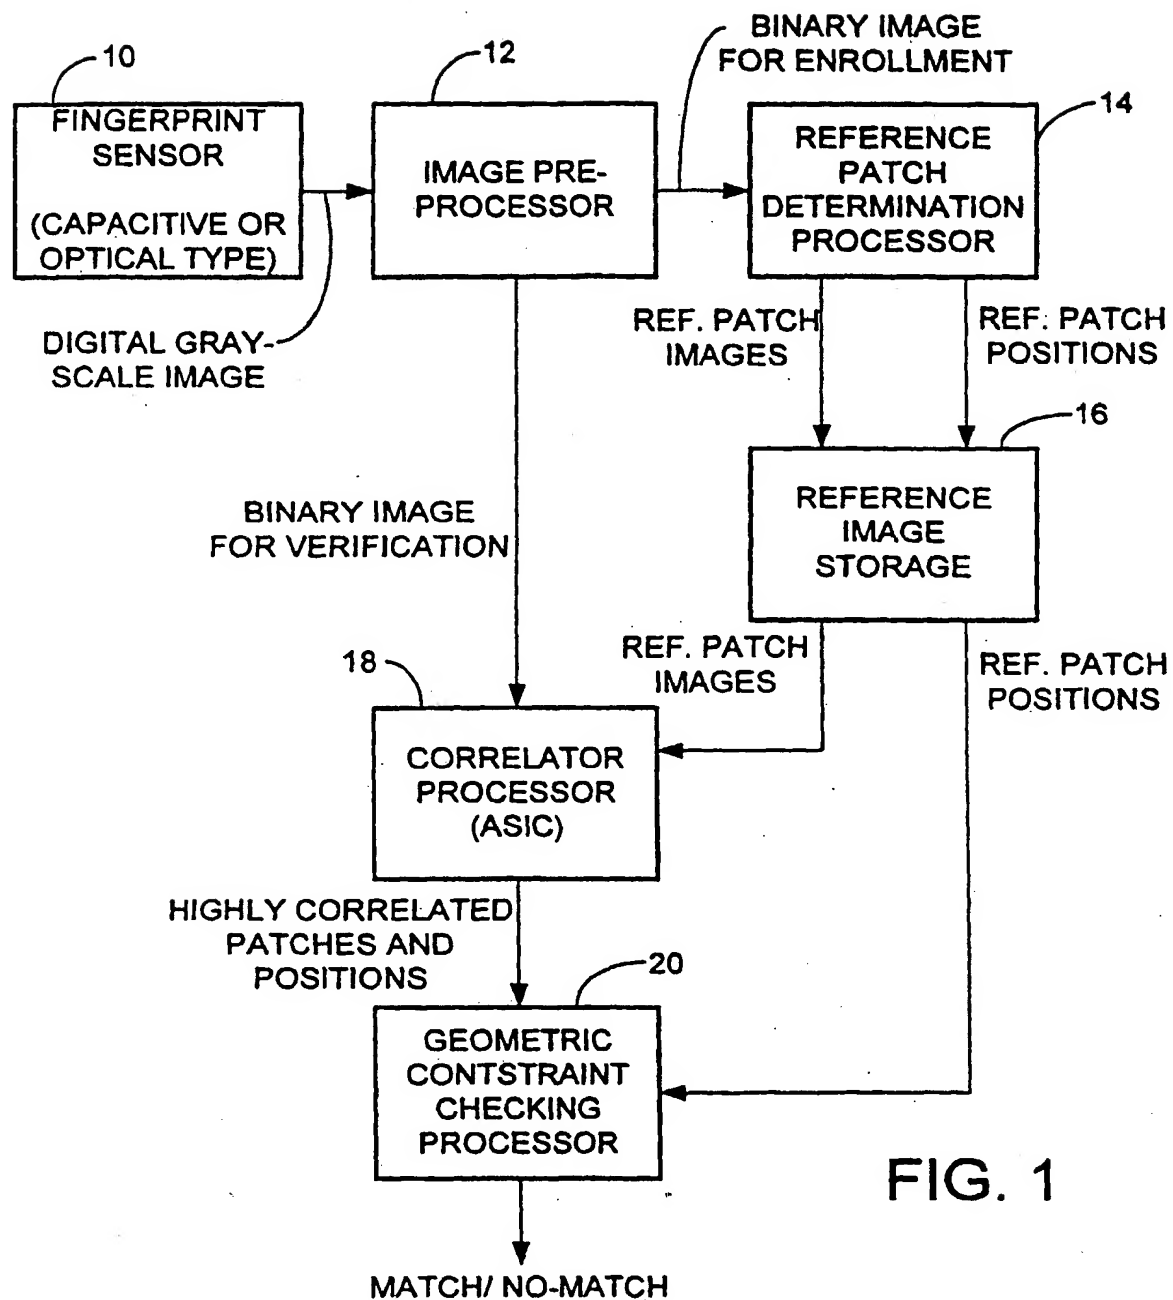 10
12
BINARY IMAGE
FOR ENROLLMENT
14
FINGERPRINT
SENSOR
(CAPACITIVE OR
OPTICAL TYPE)
IMAGE PRE-
PROCESSOR
REFERENCE
PATCH
DETERMINATION
PROCESSOR
DIGITAL GRAY-
SCALE IMAGE
REF. PATCH
IMAGES
REF. PATCH
POSITIONS
16
REFERENCE
IMAGE
STORAGE
BINARY IMAGE
FOR VERIFICATION
REF. PATCH
IMAGES
REF. PATCH
POSITIONS
18
CORRELATOR
PROCESSOR
(ASIC)
HIGHLY CORRELATED
PATCHES AND
POSITIONS
20
GEOMETRIC
CONTSTRAINT
CHECKING
PROCESSOR
FIG. 1
MATCH/ NO-MATCH